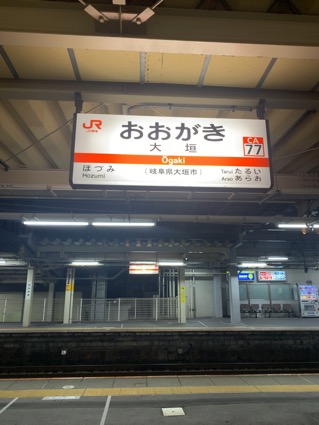 JR
JR東海
おおがき
大垣
Ōgaki
(岐阜県大垣市)
CA
77
ほづみ
Hozumi
Tarui たるい
Arao あらお